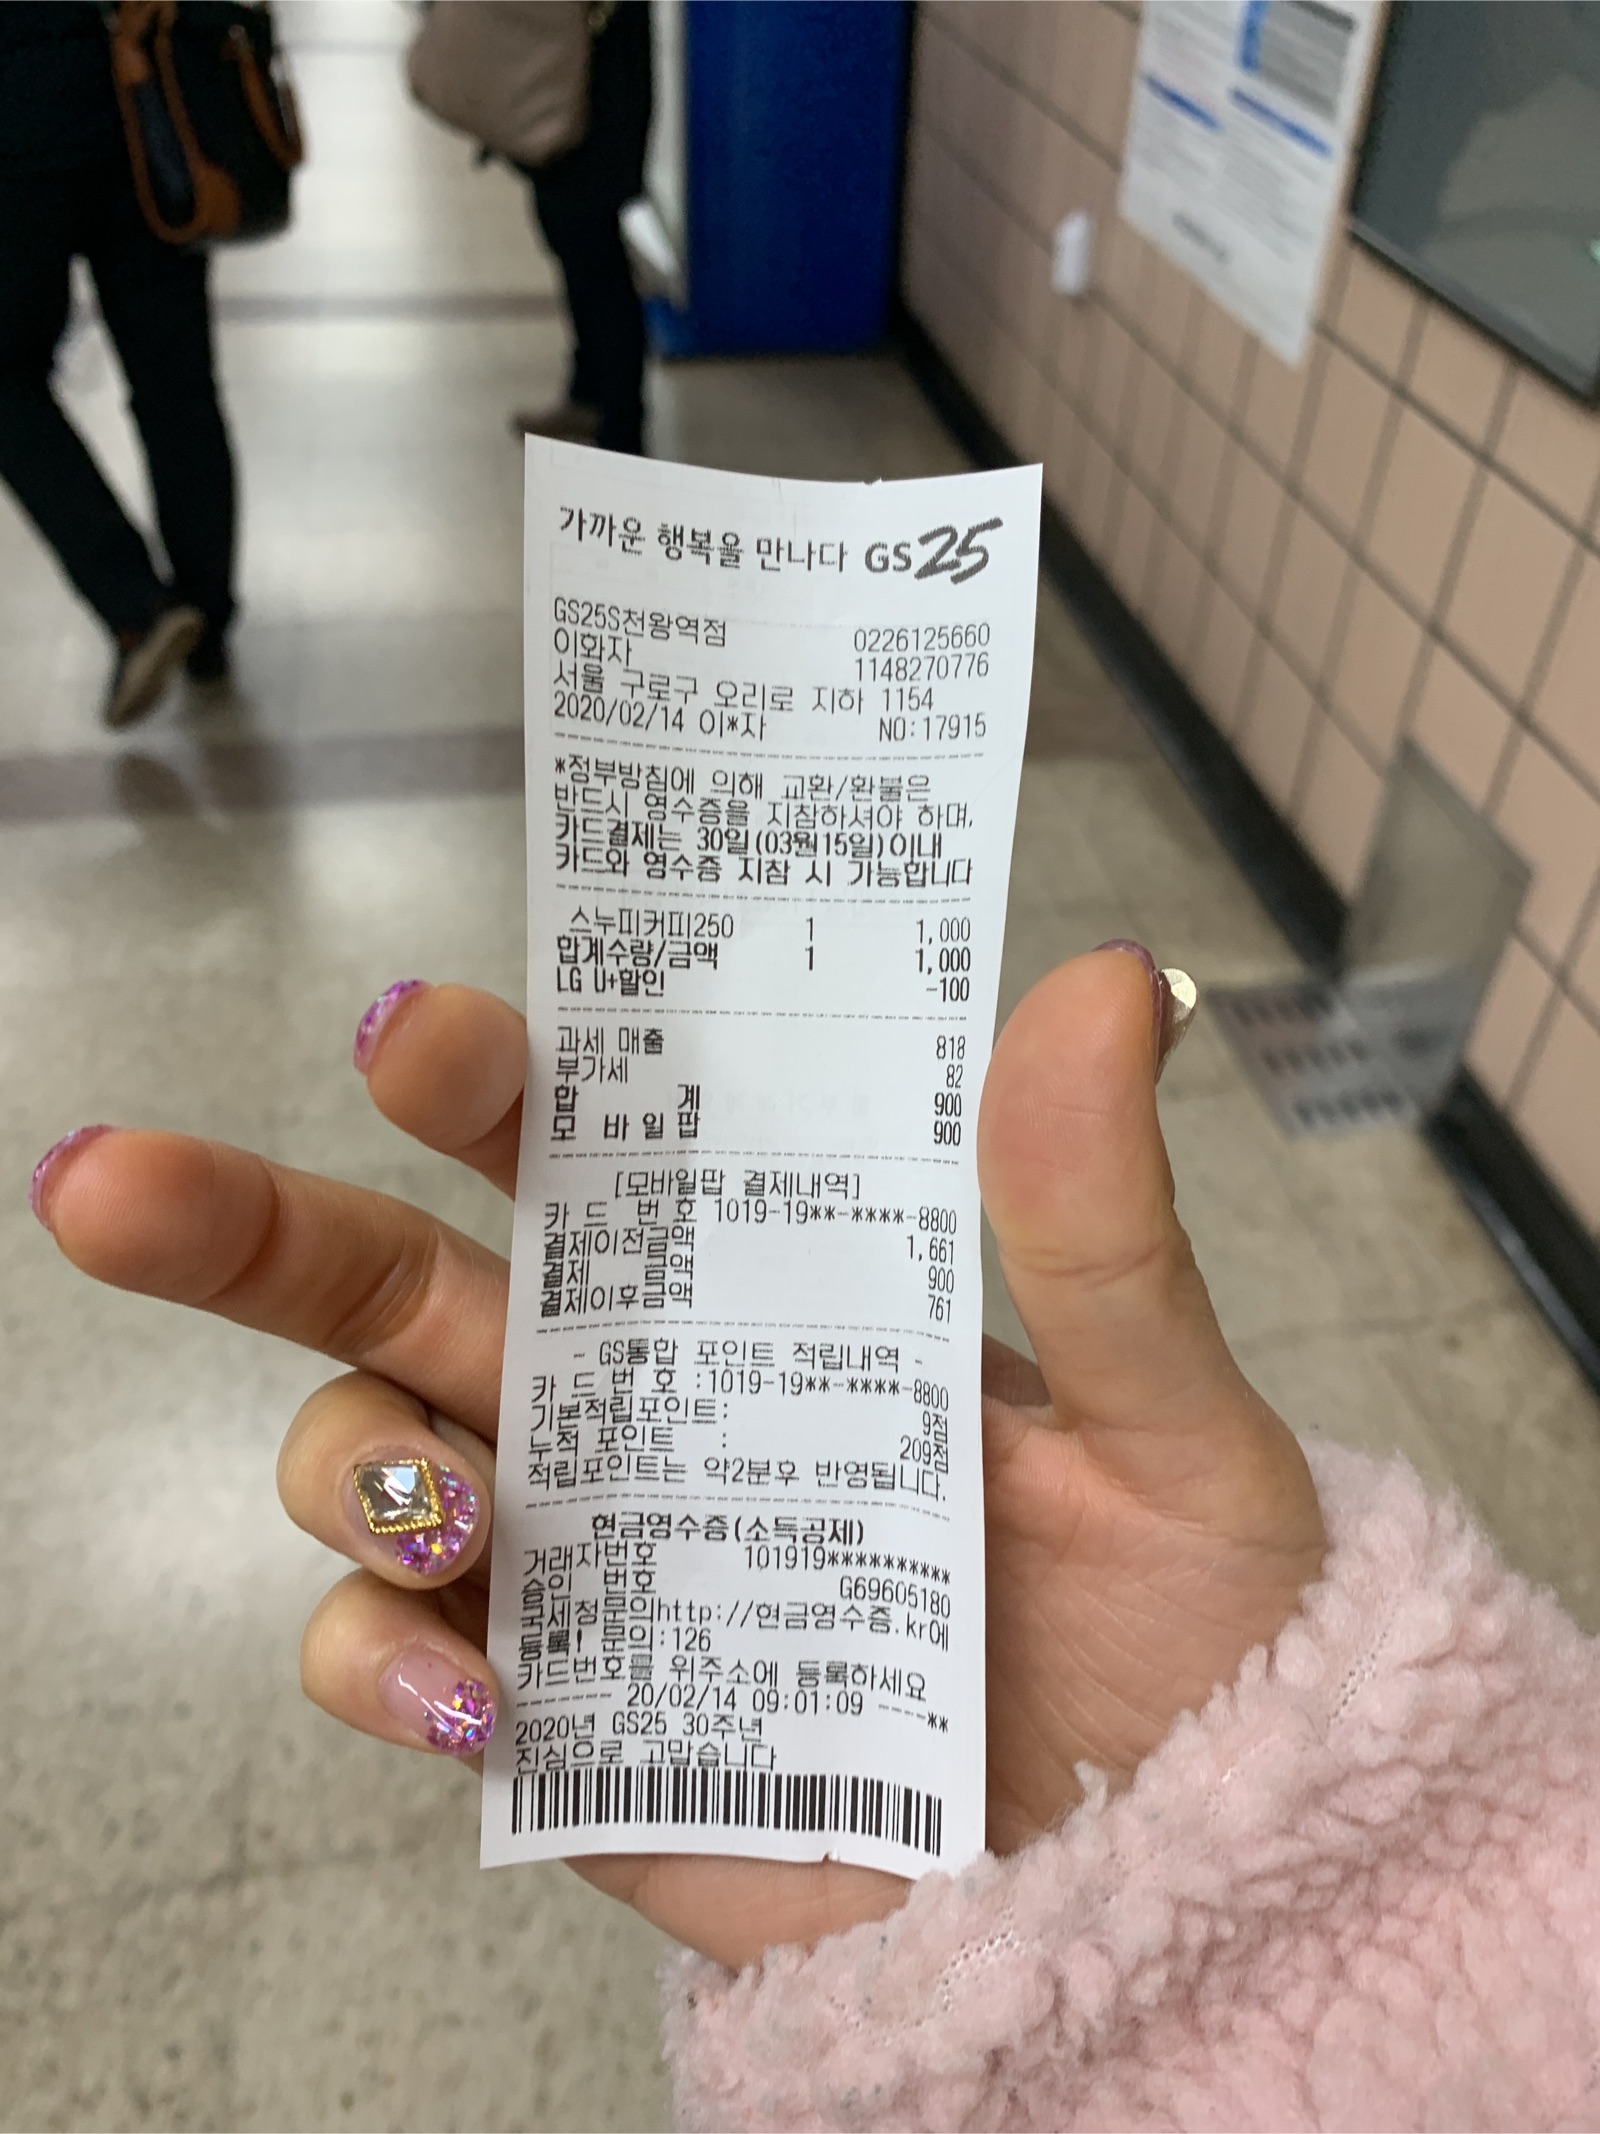 가까운 행복을 만나다 GS25
GS25S천왕역점 0226125660
이화자 1148270776
서울 구로구 오리로 지하 1154
2020/02/14 이*자 NO:17915
*정부방침에 의해 교환/환불은
반드시 영수증을 지참하셔야 하며,
카드결제는 30일(03월15일)이내
카드와 영수증 지참 시 가능합니다
스누피커피250 1 1,000
합계수량/금액 1 1,000
LG U+할인 -100
과세 매출 818
부가세 82
합 계 900
모 바 일 팝 900
[모바일팝 결제내역]
카 드 번 호 1019-19**-****-8800
결제이전금액 1,661
결제 금액 900
결제이후금액 761
- GS통합 포인트 적립내역 -
카 드 번 호 :1019-19**-****-8800
기본적립포인트: 9점
누적 포인트 : 209점
적립포인트는 약2분후 반영됩니다.
현금영수증(소득공제)
거래자번호 101919**********
승인 번호 G69605180
국세청문의http://현금영수증.kr에
등록! 문의:126
카드번호를 위주소에 등록하세요
------ 20/02/14 09:01:09 ----**
2020년 GS25 30주년
진심으로 고맙습니다